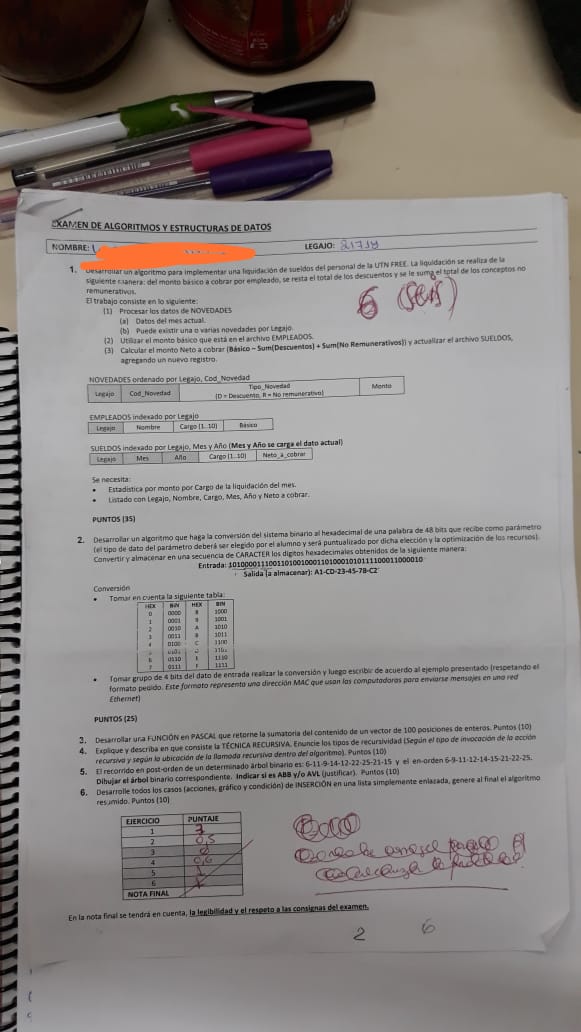 EXAMEN DE ALGORITMOS Y ESTRUCTURAS DE DATOS
NOMBRE: LEGAJO: 21714
1. Desarrollar un algoritmo para implementar una liquidación de sueldos del personal de la UTN FREE. La liquidación se realiza de la
siguiente manera: del monto básico a cobrar por empleado, se resta el total de los descuentos y se le suma el total de los conceptos no
remunerativos.
6 (seis)
El trabajo consiste en lo siguiente:
(1) Procesar los datos de NOVEDADES
(a) Datos del mes actual.
(b) Puede existir una o varias novedades por Legajo.
(2) Utilizar el monto básico que está en el archivo EMPLEADOS.
(3) Calcular el monto Neto a cobrar (Básico – Sum(Descuentos) + Sum(No Remunerativos)) y actualizar el archivo SUELDOS,
agregando un nuevo registro.
NOVEDADES ordenado por Legajo, Cod_Novedad
Legajo Cod_Novedad Tipo_Novedad Monto
(D = Descuento, R = No remunerativo)
EMPLEADOS indexado por Legajo
Legajo Nombre Cargo (1..10) Básico
SUELDOS indexado por Legajo, Mes y Año (Mes y Año se carga el dato actual)
Legajo Mes Año Cargo (1..10) Neto_a_cobrar
Se necesita:
• Estadística por monto por Cargo de la liquidación del mes.
• Listado con Legajo, Nombre, Cargo, Mes, Año y Neto a cobrar.
PUNTOS (35)
2. Desarrollar un algoritmo que haga la conversión del sistema binario al hexadecimal de una palabra de 48 bits que recibe como parámetro
(el tipo de dato del parámetro deberá ser elegido por el alumno y será puntualizado por dicha elección y la optimización de los recursos).
Convertir y almacenar en una secuencia de CARACTER los dígitos hexadecimales obtenidos de la siguiente manera:
Entrada: 101000011100110100100011010001010111100011000010
Salida (a almacenar): A1-CD-23-45-78-C2
Conversión
• Tomar en cuenta la siguiente tabla:
HEX BIN HEX BIN
0 0000 8 1000
1 0001 9 1001
2 0010 A 1010
3 0011 B 1011
4 0100 C 1100
6 0110 E 1110
7 0111 F 1111
• Tomar grupo de 4 bits del dato de entrada realizar la conversión y luego escribir de acuerdo al ejemplo presentado (respetando el
formato pedido. Este formato representa una dirección MAC que usan las computadoras para enviarse mensajes en una red
Ethernet)
PUNTOS (25)
3. Desarrollar una FUNCIÓN en PASCAL que retorne la sumatoria del contenido de un vector de 100 posiciones de enteros. Puntos (10)
4. Explique y describa en que consiste la TÉCNICA RECURSIVA. Enuncie los tipos de recursividad (Según el tipo de invocación de la acción
recursiva y según la ubicación de la llamada recursiva dentro del algoritmo). Puntos (10)
5. El recorrido en post-orden de un determinado árbol binario es: 6-11-9-14-12-22-25-21-15 y el en-orden 6-9-11-12-14-15-21-22-25.
Dibujar el árbol binario correspondiente. Indicar si es ABB y/o AVL (justificar). Puntos (10)
6. Desarrolle todos los casos (acciones, gráfico y condición) de INSERCIÓN en una lista simplemente enlazada, genere al final el algoritmo
resumido. Puntos (10)
EJERCICIO PUNTAJE
1
2 0,5
3 0
4 0,6
5 1
6
NOTA FINAL
En la nota final se tendrá en cuenta, la legibilidad y el respeto a las consignas del examen.
2 6